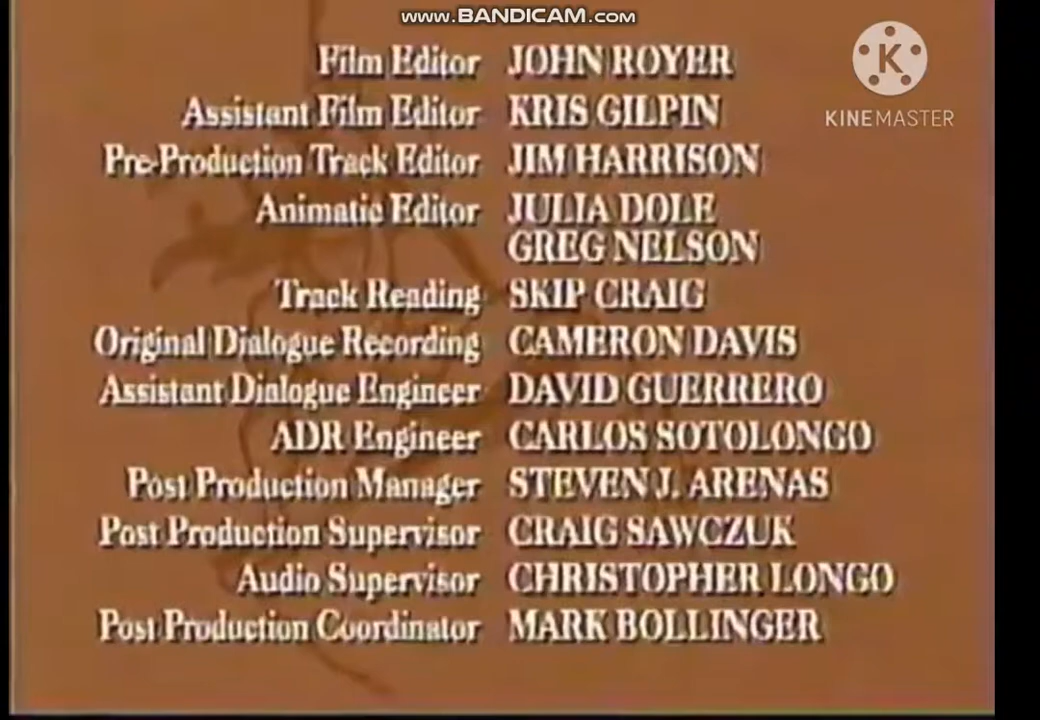 www.BANDICAM.com
Film Editor JOHN ROYER
K
KINEMASTER
Assistant Film Editor KRIS GILPIN
Pre-Production Track Editor JIM HARRISON
Animatic Editor JULIA DOLE
GREG NELSON
Track Reading SKIP CRAIG
Original Dialogue Recording CAMERON DAVIS
Assistant Dialogue Engineer DAVID GUERRERO
ADR Engineer CARLOS SOTOLONGO
Post Production Manager STEVEN J. ARENAS
Post Production Supervisor CRAIG SAWCZUK
Audio Supervisor CHRISTOPHER LONGO
Post Production Coordinator MARK BOLLINGER